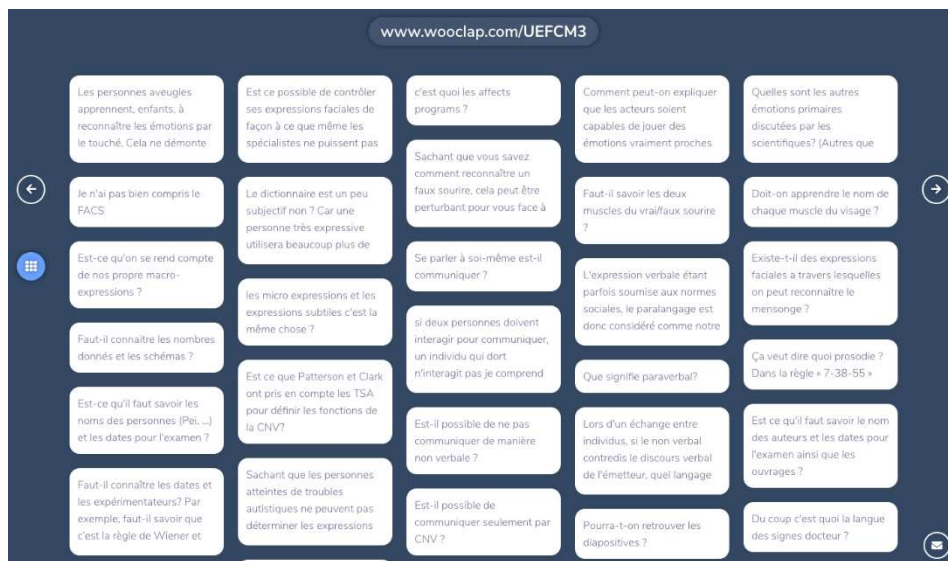 www.wooclap.com/UEFCM3
Les personnes aveugles
apprennent, enfants, à
reconnaître les émotions par
le touché. Cela ne démonte
Je n'ai pas bien compris le
FACS
Est-ce qu'on se rend compte
de nos propre macro-
expressions ?
Faut-il connaître les nombres
donnés et les schémas ?
Est-ce qu'il faut savoir les
noms des personnes (Pei, ...)
et les dates pour l'examen ?
Faut-il connaître les dates et
les expérimentateurs? Par
exemple, faut-il savoir que
c'est la règle de Wiener et
Est ce possible de contrôler
ses expressions faciales de
façon à ce que même les
spécialistes ne puissent pas
Le dictionnaire est un peu
subjectif non ? Car une
personne très expressive
utilisera beaucoup plus de
les micro expressions et les
expressions subtiles c'est la
même chose ?
Est ce que Patterson et Clark
ont pris en compte les TSA
pour définir les fonctions de
la CNV?
Sachant que les personnes
atteintes de troubles
autistiques ne peuvent pas
déterminer les expressions
c'est quoi les affects
programs ?
Sachant que vous savez
comment reconnaître un
faux sourire, cela peut être
perturbant pour vous face à
Se parler à soi-même est-il
communiquer ?
si deux personnes doivent
interagir pour communiquer,
un individu qui dort
n'interagit pas je comprend
Est-il possible de ne pas
communiquer de manière
non verbale ?
Est-il possible de
communiquer seulement par
CNV ?
Comment peut-on expliquer
que les acteurs soient
capables de jouer des
émotions vraiment proches
Faut-il savoir les deux
muscles du vrai/faux sourire
?
L'expression verbale étant
parfois soumise aux normes
sociales, le paralangage est
donc considéré comme notre
Que signifie paraverbal?
Lors d'un échange entre
individus, si le non verbal
contredis le discours verbal
de l'émetteur, quel langage
Pourra-t-on retrouver les
diapositives ?
Quelles sont les autres
émotions primaires
discutées par les
scientifiques? (Autres que
Doit-on apprendre le nom de
chaque muscle du visage ?
Existe-t-il des expressions
faciales a travers lesquelles
on peut reconnaitre le
mensonge ?
Ça veut dire quoi prosodie ?
Dans la règle « 7-38-55 »
Est ce qu'il faut savoir le nom
des auteurs et les dates pour
l'examen ainsi que les
ouvrages ?
Du coup c'est quoi la langue
des signes docteur ?